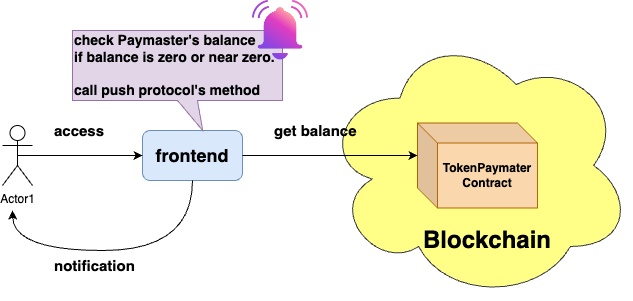 check Paymaster's balance
if balance is zero or near zero.
call push protocol's method
access
get balance
frontend
TokenPaymater
Contract
Actor1
Blockchain
notification